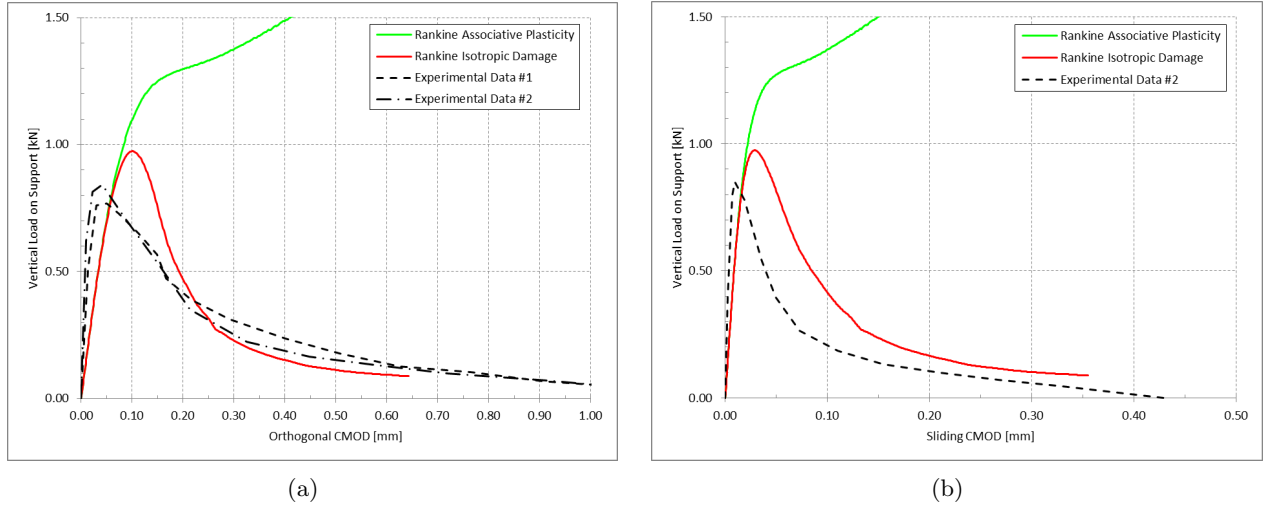 1.50
1.00
0.50
0.00
Vertical Load on Support [kN]
Rankine Associative Plasticity
Rankine Isotropic Damage
Experimental Data #1
Experimental Data #2
0.00 0.10 0.20 0.30 0.40 0.50 0.60 0.70 0.80 0.90 1.00
Orthogonal CMOD [mm]
(a)
1.50
1.00
0.50
0.00
Vertical Load on Support [kN]
Rankine Associative Plasticity
Rankine Isotropic Damage
Experimental Data #2
0.00 0.10 0.20 0.30 0.40 0.50
Sliding CMOD [mm]
(b)